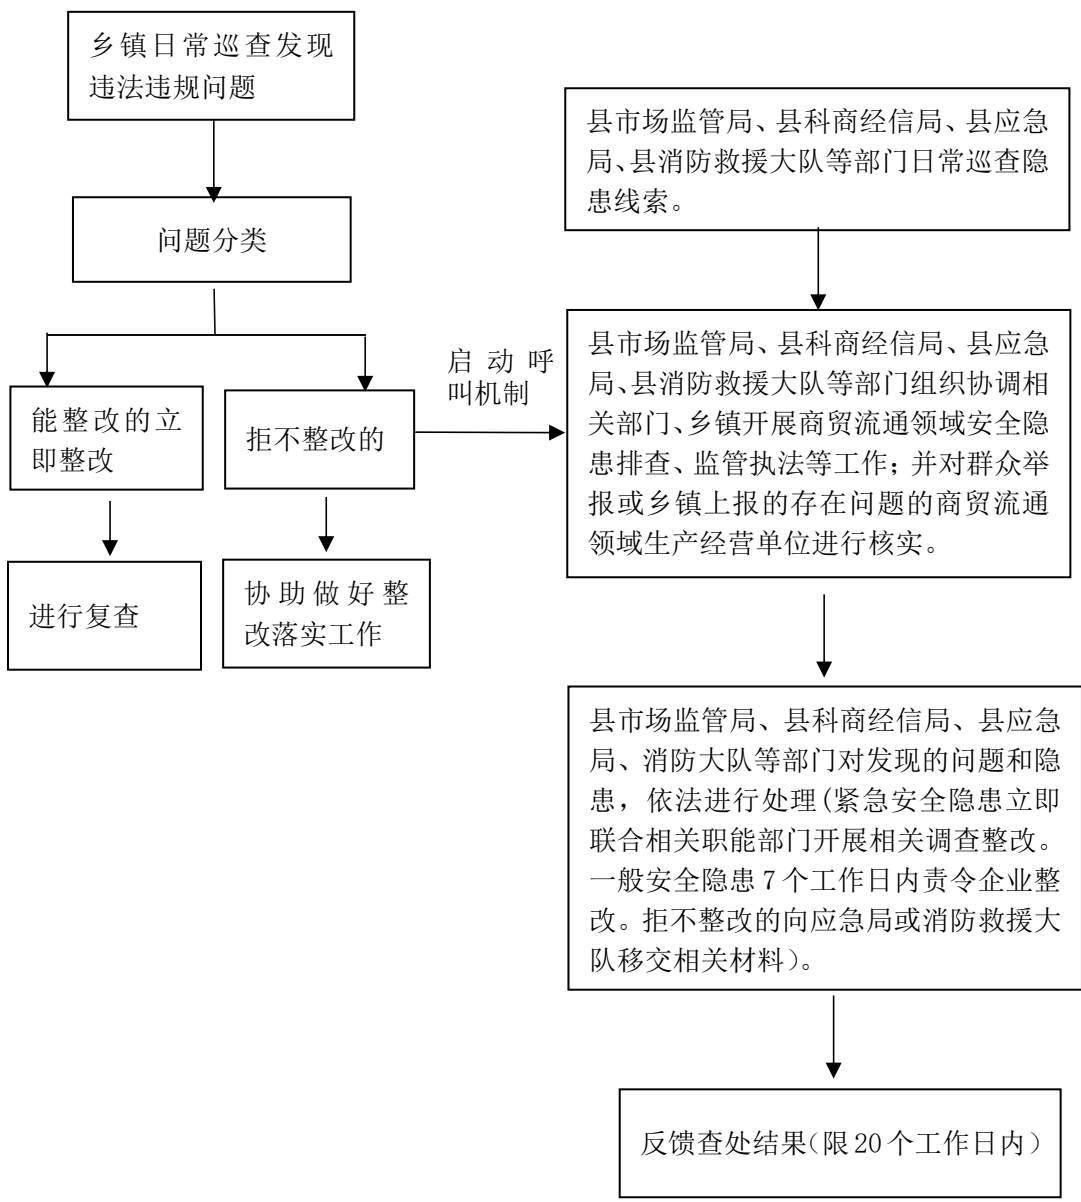 乡镇日常巡查发现
违法违规问题
问题分类
能整改的立
即整改
拒不整改的
进行复查
协助做好整
改落实工作
启动呼
叫机制
县市场监管局、县科商经信局、县应急
局、县消防救援大队等部门日常巡查隐
患线索。
县市场监管局、县科商经信局、县应急
局、县消防救援大队等部门组织协调相
关部门、乡镇开展商贸流通领域安全隐
患排查、监管执法等工作；并对群众举
报或乡镇上报的存在问题的商贸流通
领域生产经营单位进行核实。
县市场监管局、县科商经信局、县应急
局、消防大队等部门对发现的问题和隐
患，依法进行处理(紧急安全隐患立即
联合相关职能部门开展相关调查整改。
一般安全隐患7个工作日内责令企业整
改。拒不整改的向应急局或消防救援大
队移交相关材料）。
反馈查处结果（限20个工作日内）